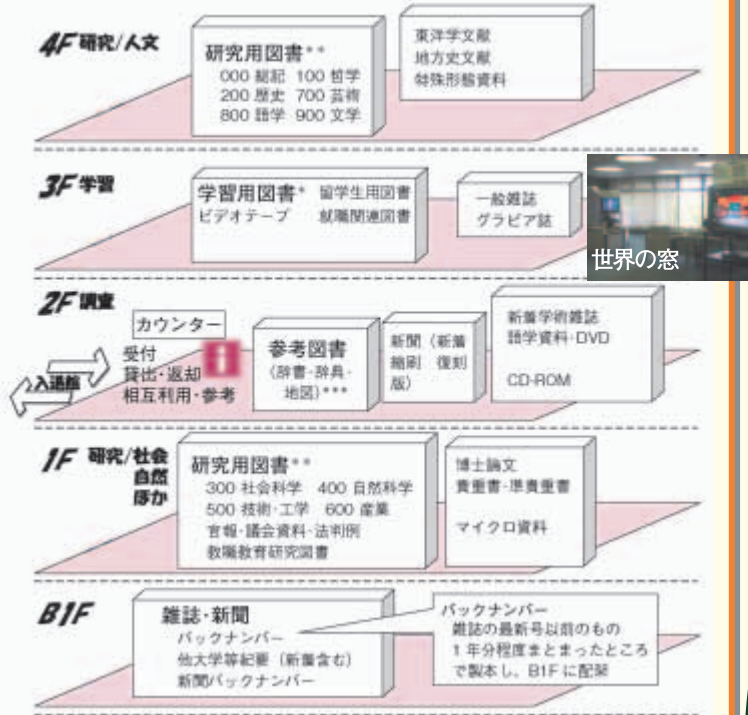 4F 研究/人文
研究用図書**
000 総記 100 哲学
200 歴史 700 芸術
800 語学 900 文学
東洋学文献
地方史文献
特殊形態資料
3F 学習
学習用図書* 留学生用図書
ビデオテープ 就職関連図書
一般雑誌
グラビア誌
世界の窓
2F 調査
カウンター
受付
貸出・返却
相互利用・参考
入退館
参考図書
(辞書・辞典・
地図)***
新聞(新着
縮刷 復刻
版)
新着学術雑誌
語学資料・DVD
CD-ROM
1F 研究/社会
自然
ほか
研究用図書**
300 社会科学 400 自然科学
500 技術・工学 600 産業
官報・議会資料・法判例
教職教育研究図書
博士論文
貴重書・準貴重書
マイクロ資料
B1F
雑誌・新聞
バックナンバー
他大学等紀要(新着含む)
新聞バックナンバー
バックナンバー
雑誌の最新号以前のもの
1年分程度まとまったところ
で製本し、B1Fに配架